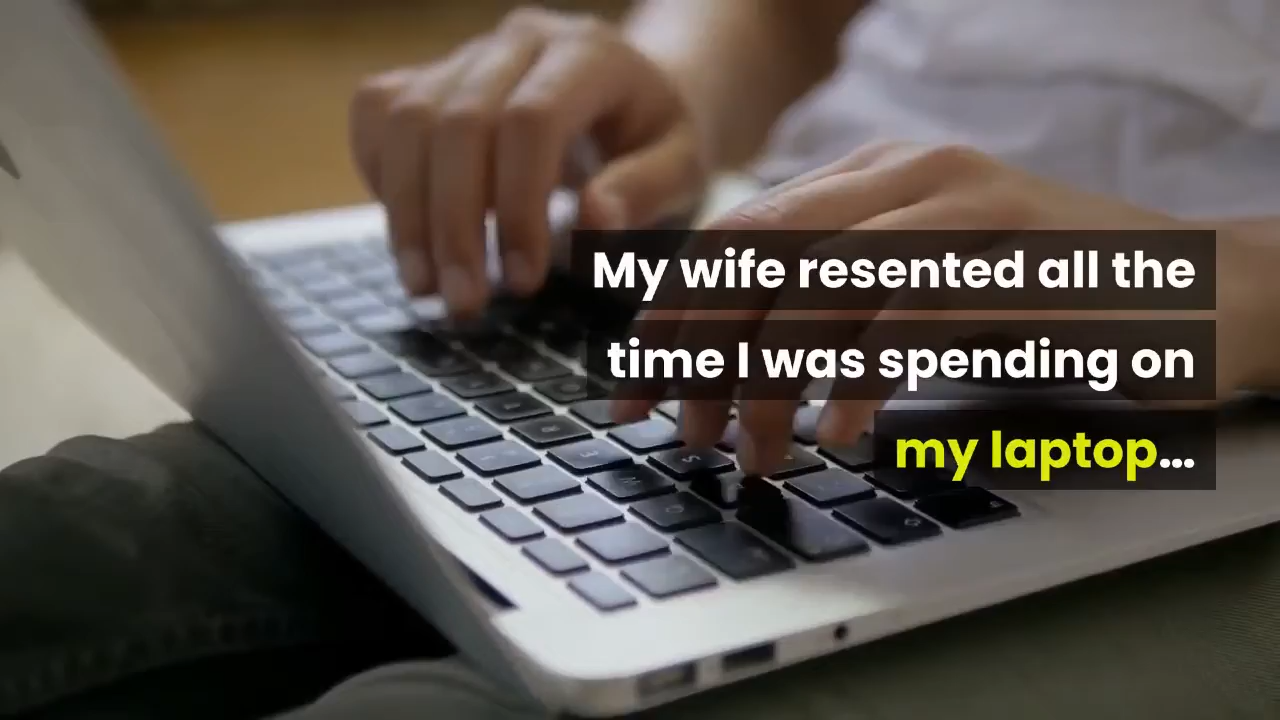 My wife resented all the
time I was spending on
my laptop...